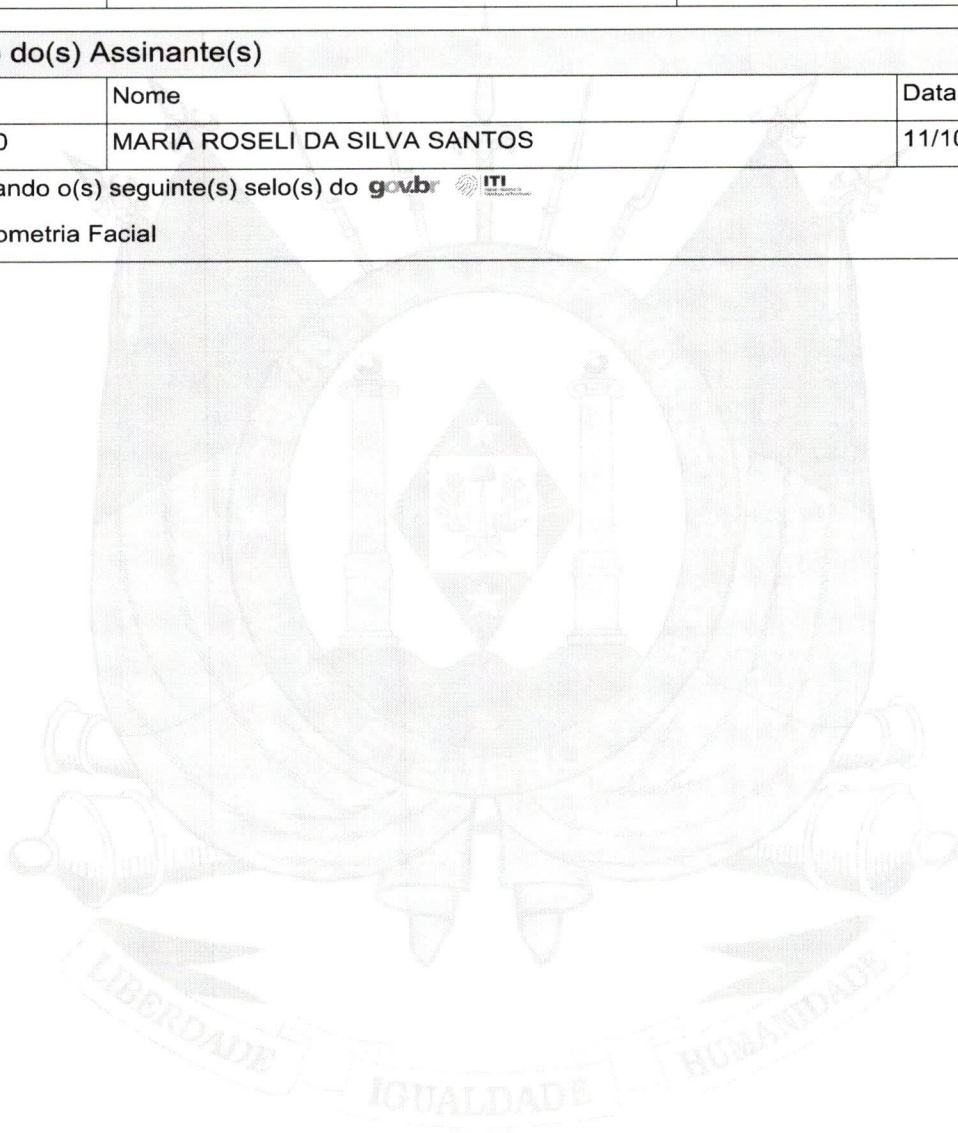 do(s) Assinante(s)
Nome
Data
0
MARIA ROSELI DA SILVA SANTOS
11/10
ando o(s) seguinte(s) selo(s) do gov.br ITI
ometria Facial
LIBERDADE
IGUALDADE
HUMANIDADE